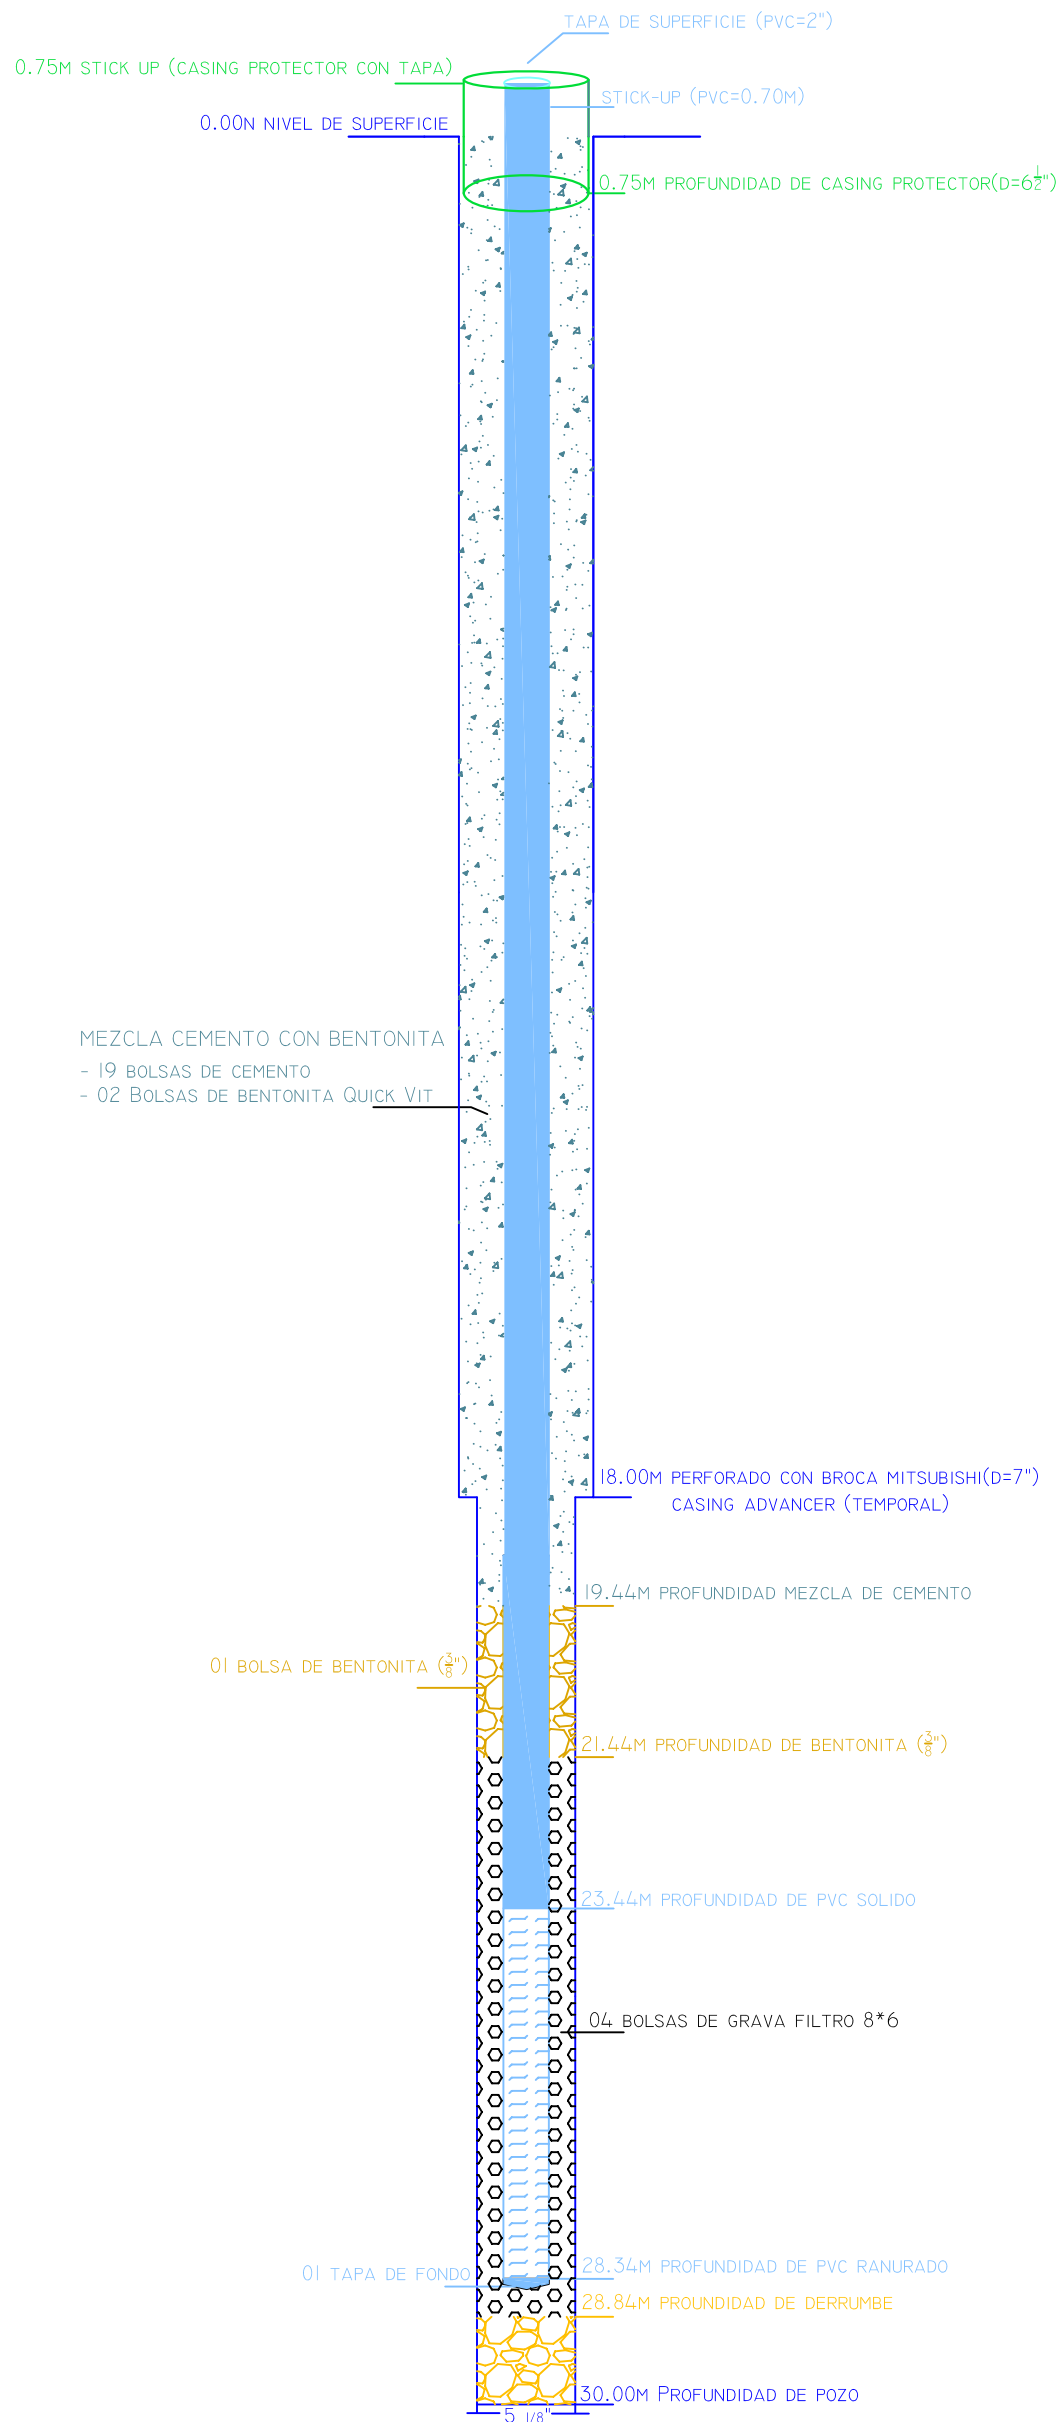 TAPA DE SUPERFICIE (PVC=2")
0.75M STICK UP (CASING PROTECTOR CON TAPA)
STICK-UP (PVC=0.70M)
0.00N NIVEL DE SUPERFICIE
0.75M PROFUNDIDAD DE CASING PROTECTOR(D=6½")
MEZCLA CEMENTO CON BENTONITA
- 19 BOLSAS DE CEMENTO
- 02 BOLSAS DE BENTONITA QUICK VIT
18.00M PERFORADO CON BROCA MITSUBISHI(D=7")
CASING ADVANCER (TEMPORAL)
19.44M PROFUNDIDAD MEZCLA DE CEMENTO
01 BOLSA DE BENTONITA (⅜")
21.44M PROFUNDIDAD DE BENTONITA (⅜")
23.44M PROFUNDIDAD DE PVC SOLIDO
04 BOLSAS DE GRAVA FILTRO 8*6
28.34M PROFUNDIDAD DE PVC RANURADO
01 TAPA DE FONDO
28.84M PROUNDIDAD DE DERRUMBE
30.00M PROFUNDIDAD DE POZO
5 1/8"